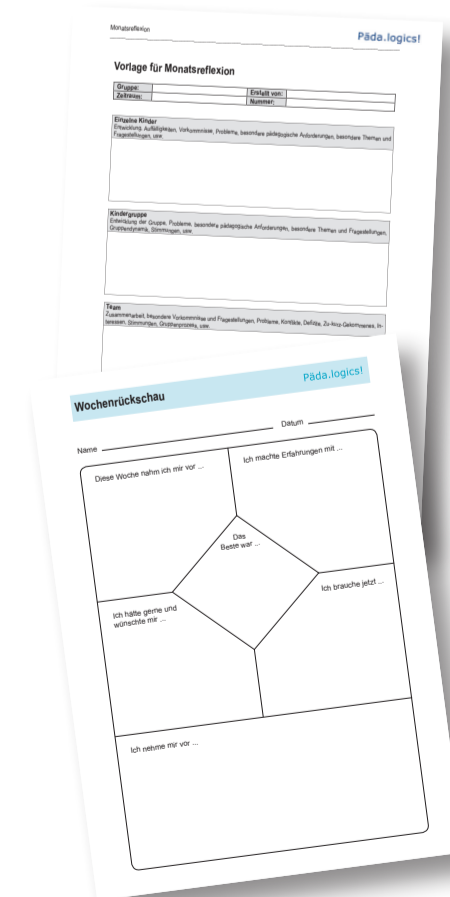 Monatsreflexion
Päda.logics!
Vorlage für Monatsreflexion
Gruppe: Erstellt von:
Zeitraum: Nummer:
Einzelne Kinder
Entwicklung, Auffälligkeiten, Vorkommnisse, Probleme, besondere pädagogische Anforderungen, besondere Themen und
Fragestellungen, usw.
Kindergruppe
Entwicklung der Gruppe, Probleme, besondere pädagogische Anforderungen, besondere Themen und Fragestellungen,
Gruppendynamik, Stimmungen, usw.
Team
Zusammenarbeit, besondere Vorkommnisse und Fragestellungen, Probleme, Konflikte, Defizite, Zu-kurz-Gekommenes, In-
teressen, Stimmungen, Gruppenprozess, usw.
Wochenrückschau
Päda.logics!
Name
Datum
Diese Woche nahm ich mir vor ...
Ich machte Erfahrungen mit ...
Das
Beste war ...
Ich hätte gerne und
wünschte mir ...
Ich brauche jetzt ...
Ich nehme mir vor ...